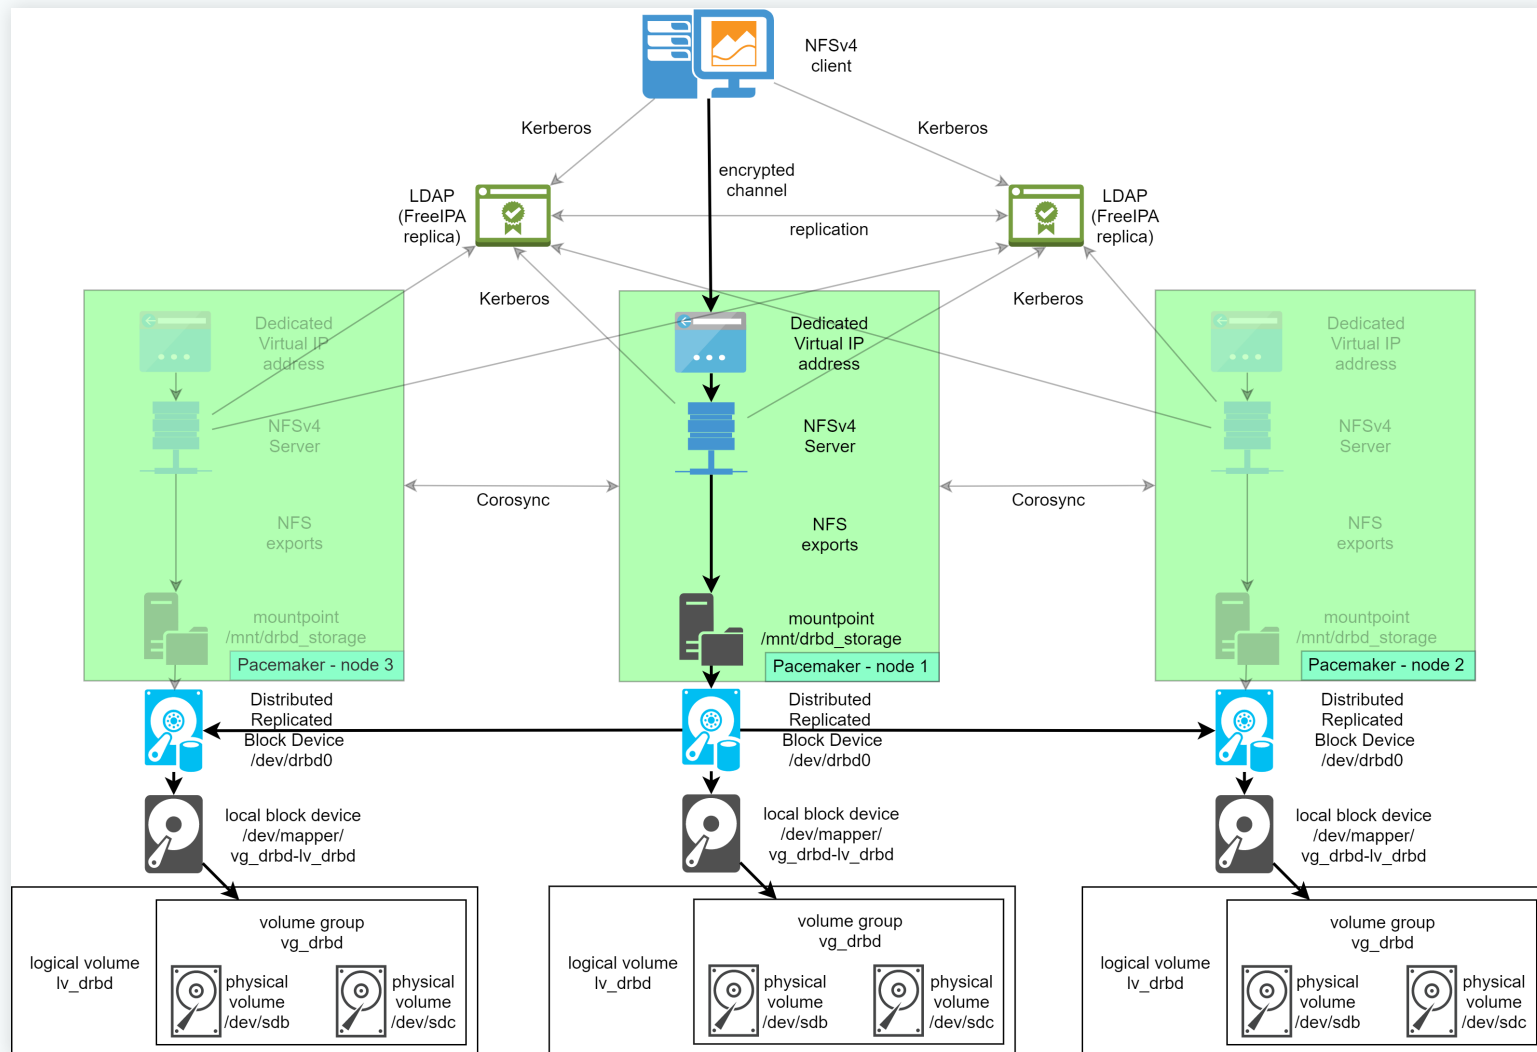 NFSv4
client
Kerberos
Kerberos
encrypted
channel
LDAP
(FreeIPA
replica)
LDAP
(FreeIPA
replica)
replication
Kerberos
Kerberos
Dedicated
Virtual IP
address
Dedicated
Virtual IP
address
Dedicated
Virtual IP
address
NFSv4
Server
NFSv4
Server
NFSv4
Server
Corosync
Corosync
NFS
exports
NFS
exports
NFS
exports
mountpoint
/mnt/drbd_storage
mountpoint
/mnt/drbd_storage
mountpoint
/mnt/drbd_storage
Pacemaker - node 3
Pacemaker - node 1
Pacemaker - node 2
Distributed
Replicated
Block Device
/dev/drbd0
Distributed
Replicated
Block Device
/dev/drbd0
Distributed
Replicated
Block Device
/dev/drbd0
local block device
/dev/mapper/
vg_drbd-lv_drbd
local block device
/dev/mapper/
vg_drbd-lv_drbd
local block device
/dev/mapper/
vg_drbd-lv_drbd
volume group
vg_drbd
logical volume
lv_drbd
physical
volume
/dev/sdb
physical
volume
/dev/sdc
volume group
vg_drbd
logical volume
lv_drbd
physical
volume
/dev/sdb
physical
volume
/dev/sdc
volume group
vg_drbd
logical volume
lv_drbd
physical
volume
/dev/sdb
physical
volume
/dev/sdc